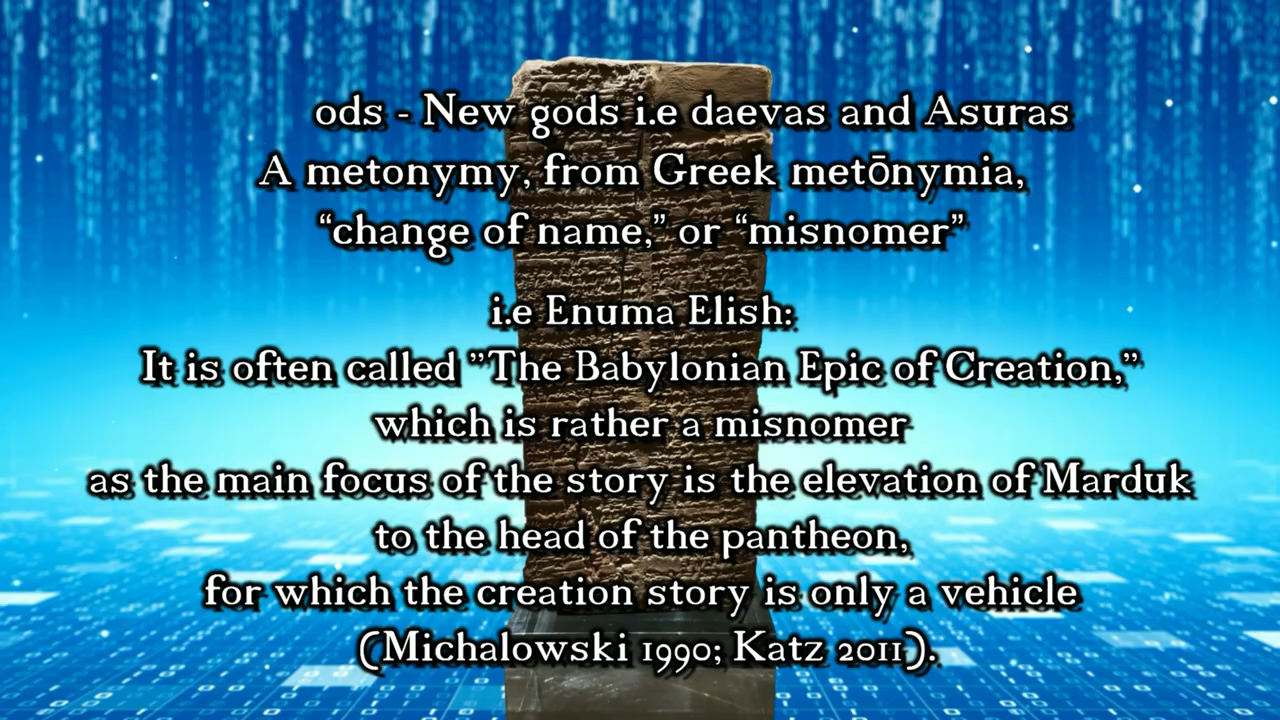 ods - New gods i.e daevas and Asuras
A metonymy, from Greek metōnymia,
“change of name,” or “misnomer”
i.e Enuma Elish:
It is often called ”The Babylonian Epic of Creation,”
which is rather a misnomer
as the main focus of the story is the elevation of Marduk
to the head of the pantheon,
for which the creation story is only a vehicle
(Michalowski 1990; Katz 2011).